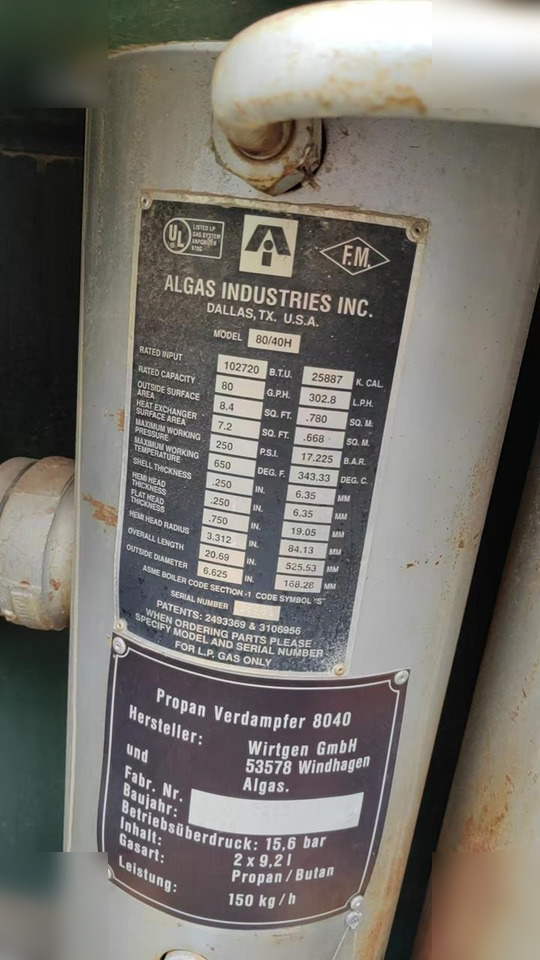 UL
LISTED LP
GAS SYSTEM
VAPORIZER
F.M.
ALGAS INDUSTRIES INC.
DALLAS, TX. U.S.A.
MODEL 80/40H
RATED INPUT 102720 B.T.U. 25887 K. CAL.
RATED CAPACITY 80 G.P.H. 302.8 L.P.H.
OUTSIDE SURFACE AREA 8.4 SQ. FT. .780 SQ. M.
HEAT EXCHANGER SURFACE AREA 7.2 SQ. FT. .668 SQ. M.
MAXIMUM WORKING PRESSURE 250 P.S.I. 17.225 B.A.R.
MAXIMUM WORKING TEMPERATURE 650 DEG. F. 343.33 DEG. C.
SHELL THICKNESS .250 IN. 6.35 MM
HEMI HEAD THICKNESS .250 IN. 6.35 MM
FLAT HEAD THICKNESS .750 IN. 19.05 MM
HEMI HEAD RADIUS 3.312 IN. 84.13 MM
OVERALL LENGTH 20.69 IN. 525.53 MM
OUTSIDE DIAMETER 6.625 IN. 168.28 MM
ASME BOILER CODE SECTION -1 CODE SYMBOL "S"
SERIAL NUMBER
PATENTS: 2493369 & 3106956
WHEN ORDERING PARTS PLEASE
SPECIFY MODEL AND SERIAL NUMBER
FOR L.P. GAS ONLY
Propan Verdampfer 8040
Hersteller: Wirtgen GmbH
53578 Windhagen
und Algas.
Fabr. Nr.
Baujahr:
Betriebsüberdruck: 15,6 bar
Inhalt: 2 x 9,2 l
Gasart: Propan/Butan
Leistung: 150 kg/h